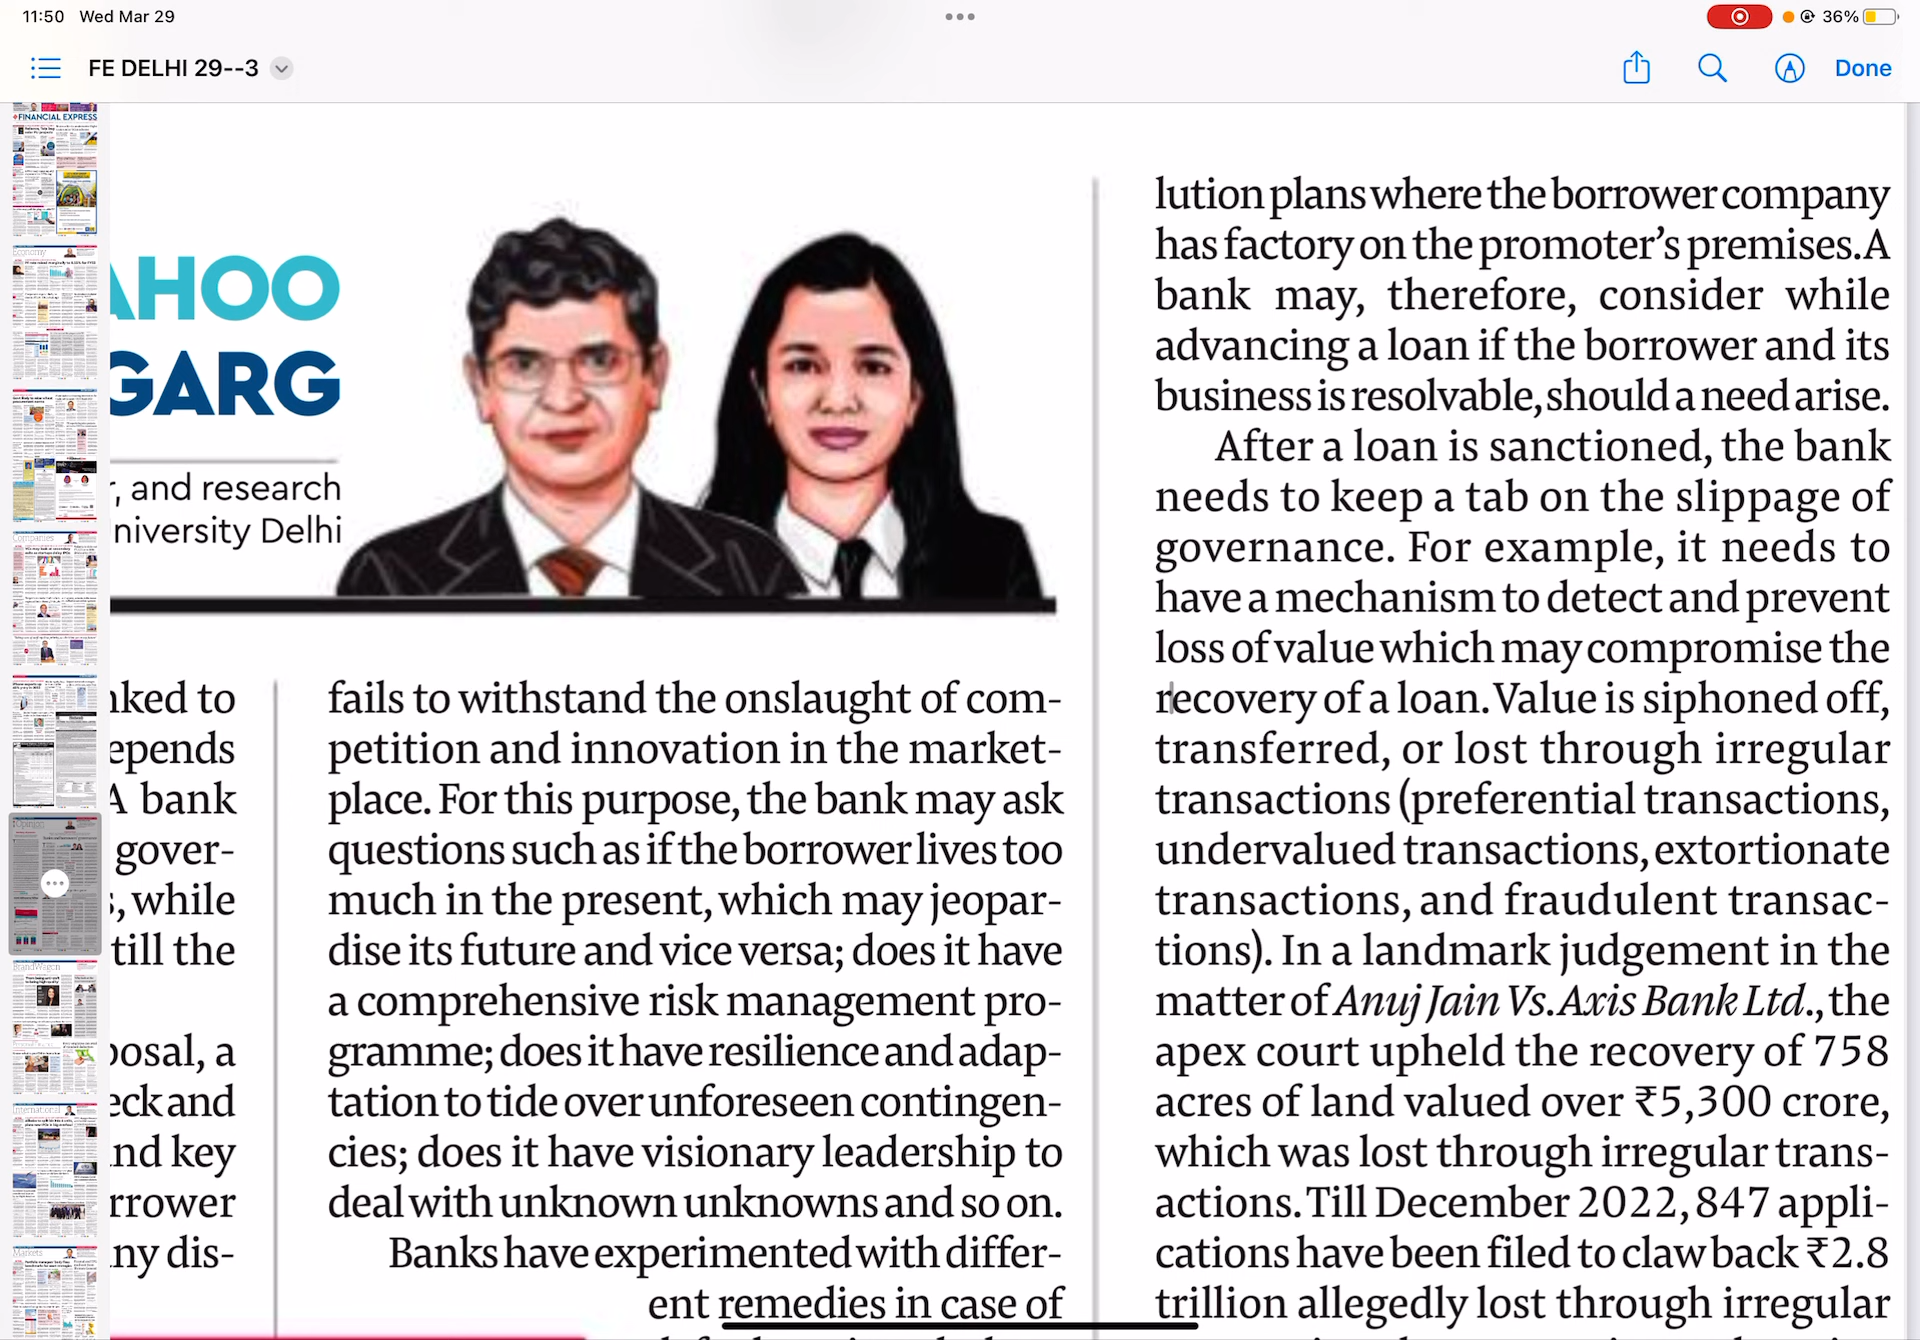 11:50 Wed Mar 29
36%
FE DELHI 29--3
Done
FINANCIAL EXPRESS
Economy
Companies
Opinion
BrandWagon
International
Markets
AHOO
GARG
r, and research
niversity Delhi
nked to
epends
A bank
gover-
s, while
till the
posal, a
eck and
nd key
rrower
ny dis-
fails to withstand the onslaught of com-
petition and innovation in the market-
place. For this purpose, the bank may ask
questions such as if the borrower lives too
much in the present, which may jeopar-
dise its future and vice versa; does it have
a comprehensive risk management pro-
gramme; does it have resilience and adap-
tation to tide over unforeseen contingen-
cies; does it have visionary leadership to
deal with unknown unknowns and so on.
Banks have experimented with differ-
ent remedies in case of
lution plans where the borrower company
has factory on the promoter's premises. A
bank may, therefore, consider while
advancing a loan if the borrower and its
business is resolvable, should a need arise.
After a loan is sanctioned, the bank
needs to keep a tab on the slippage of
governance. For example, it needs to
have a mechanism to detect and prevent
loss of value which may compromise the
recovery of a loan. Value is siphoned off,
transferred, or lost through irregular
transactions (preferential transactions,
undervalued transactions, extortionate
transactions, and fraudulent transac-
tions). In a landmark judgement in the
matter of Anuj Jain Vs. Axis Bank Ltd., the
apex court upheld the recovery of 758
acres of land valued over ₹5,300 crore,
which was lost through irregular trans-
actions. Till December 2022, 847 appli-
cations have been filed to claw back ₹2.8
trillion allegedly lost through irregular